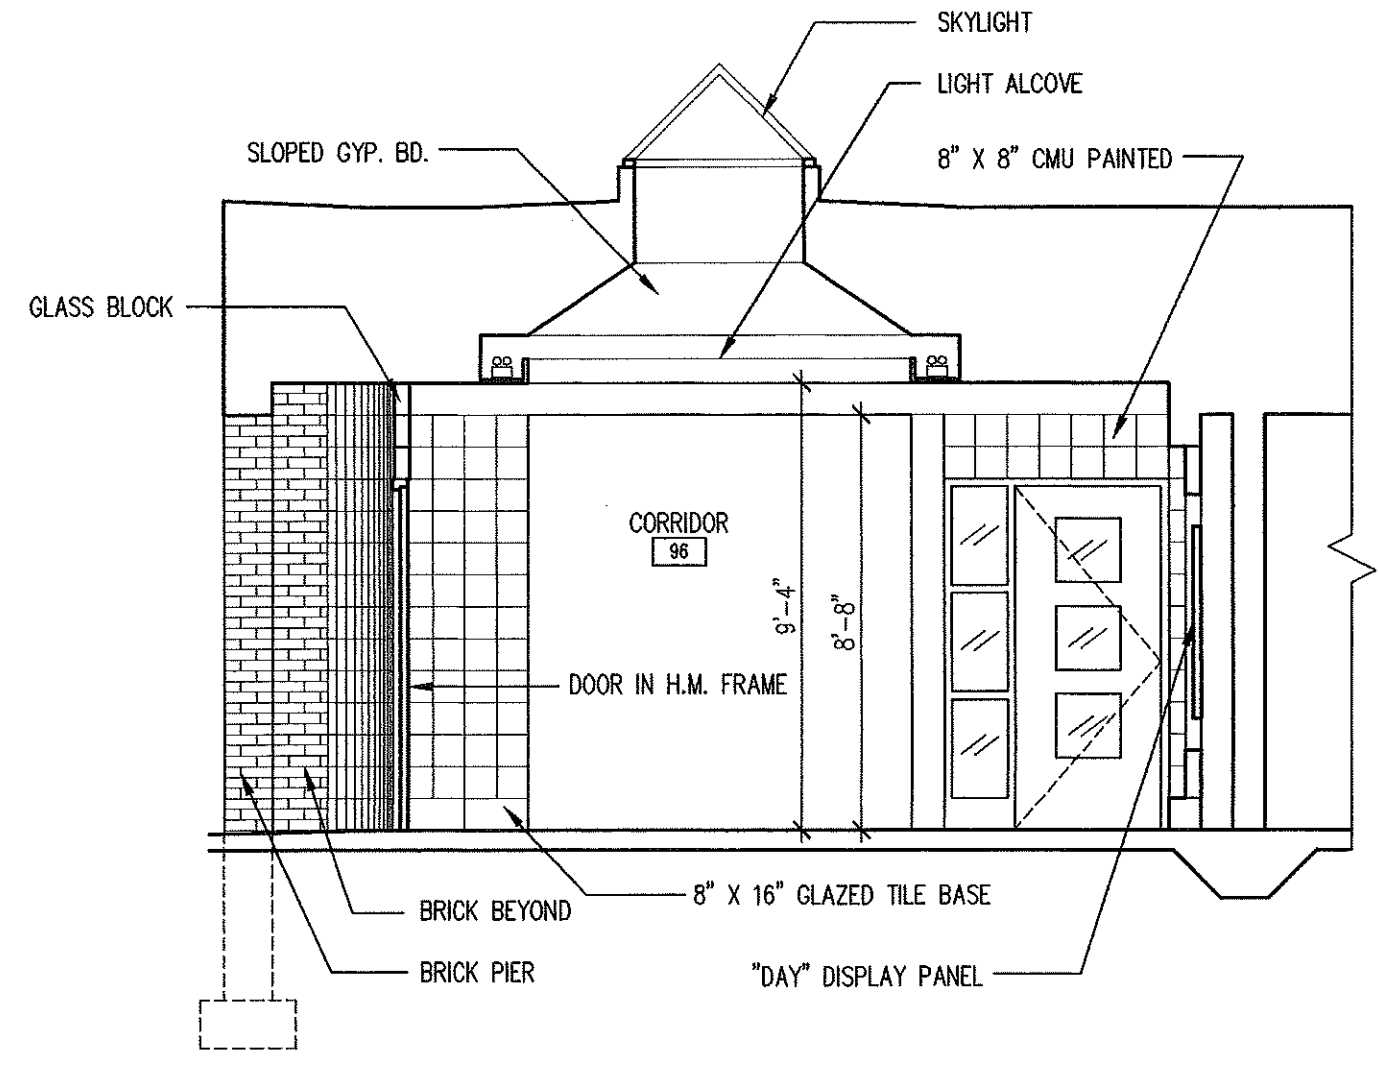 SKYLIGHT
LIGHT ALCOVE
SLOPED GYP. BD.
8" X 8" CMU PAINTED
GLASS BLOCK
CORRIDOR
96
9'-4"
8'-8"
DOOR IN H.M. FRAME
8" X 16" GLAZED TILE BASE
BRICK BEYOND
BRICK PIER
"DAY" DISPLAY PANEL